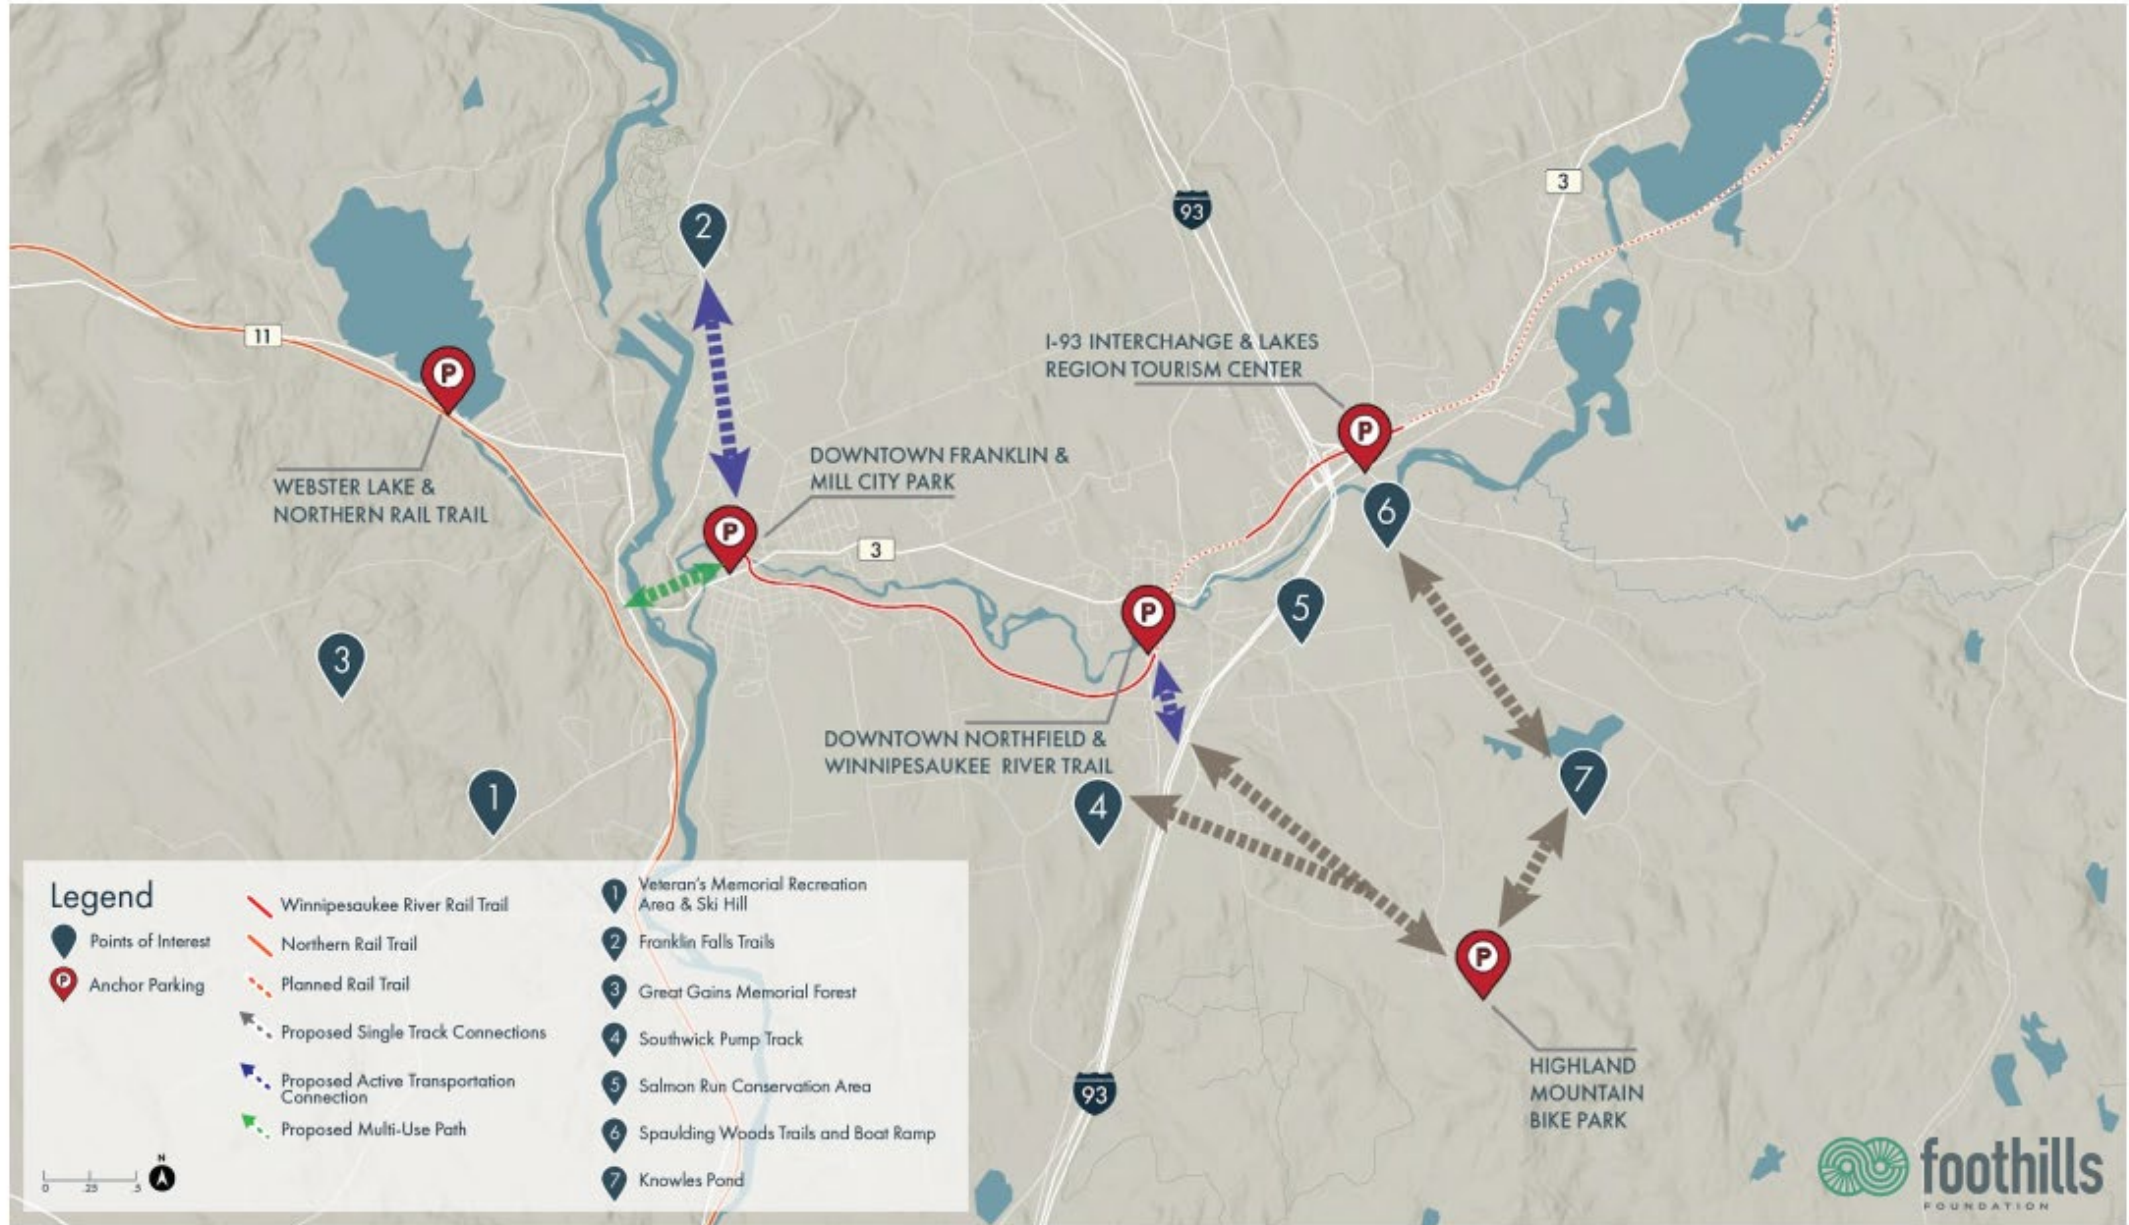 2
93
3
11
I-93 INTERCHANGE & LAKES
REGION TOURISM CENTER
P
P
DOWNTOWN FRANKLIN &
MILL CITY PARK
WEBSTER LAKE &
NORTHERN RAIL TRAIL
6
P
3
P
5
3
DOWNTOWN NORTHFIELD &
WINNIPESAUKEE RIVER TRAIL
7
1
4
P
HIGHLAND
MOUNTAIN
BIKE PARK
93
Legend
Points of Interest
P Anchor Parking
Winnipesaukee River Rail Trail
Northern Rail Trail
Planned Rail Trail
Proposed Single Track Connections
Proposed Active Transportation
Connection
Proposed Multi-Use Path
1 Veteran's Memorial Recreation
Area & Ski Hill
2 Franklin Falls Trails
3 Great Gains Memorial Forest
4 Southwick Pump Track
5 Salmon Run Conservation Area
6 Spaulding Woods Trails and Boat Ramp
7 Knowles Pond
0 .25 .5
N
foothills
FOUNDATION